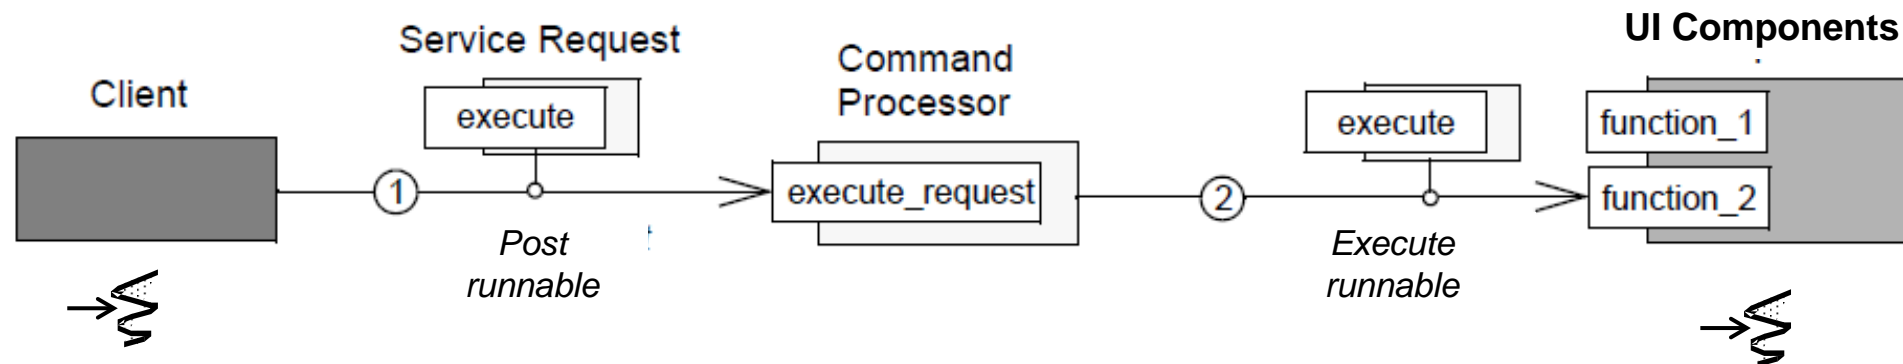 UI Components
Service Request
Command
Processor
Client
execute
execute
function_1
1
execute_request
2
function_2
Post
runnable
Execute
runnable